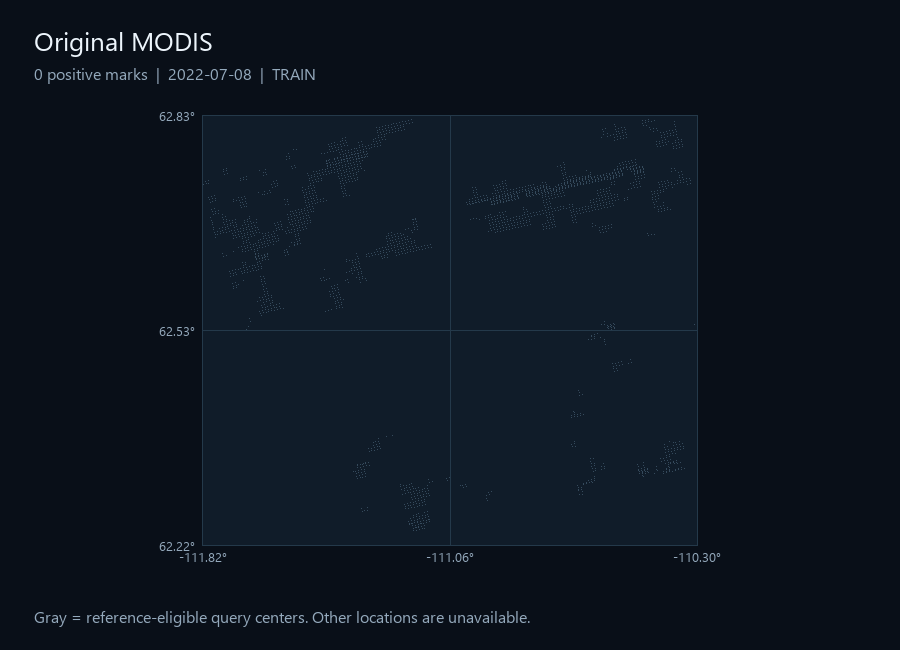 Original MODIS
0 positive marks | 2022-07-08 | TRAIN
62.83°
62.53°
62.22°
-111.82° -111.06° -110.30°
Gray = reference-eligible query centers. Other locations are unavailable.